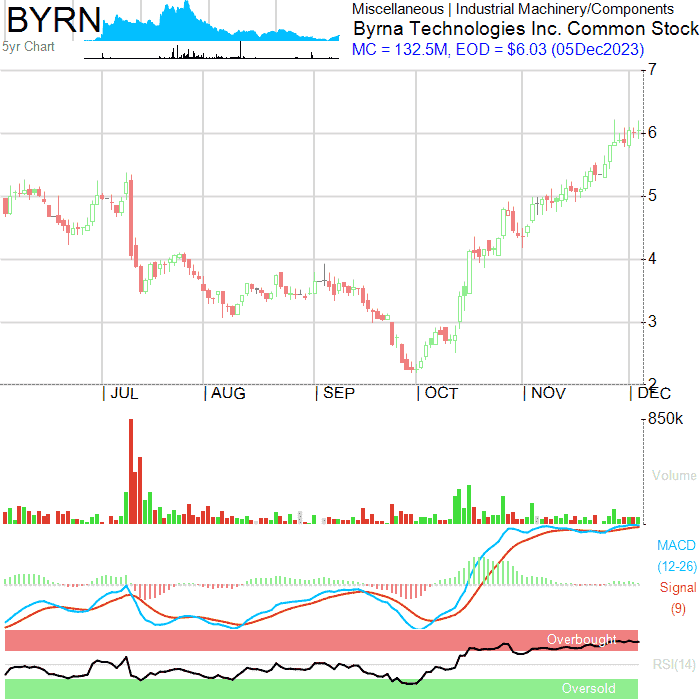 BYRN
5yr Chart
Miscellaneous | Industrial Machinery/Components
Byrna Technologies Inc. Common Stock
MC = 132.5M, EOD = $6.03 (05Dec2023)
7
6
5
4
3
2
JUL AUG SEP OCT NOV DEC
850k
Volume
MACD
(12-26)
Signal
(9)
Overbought
RSI(14)
Oversold